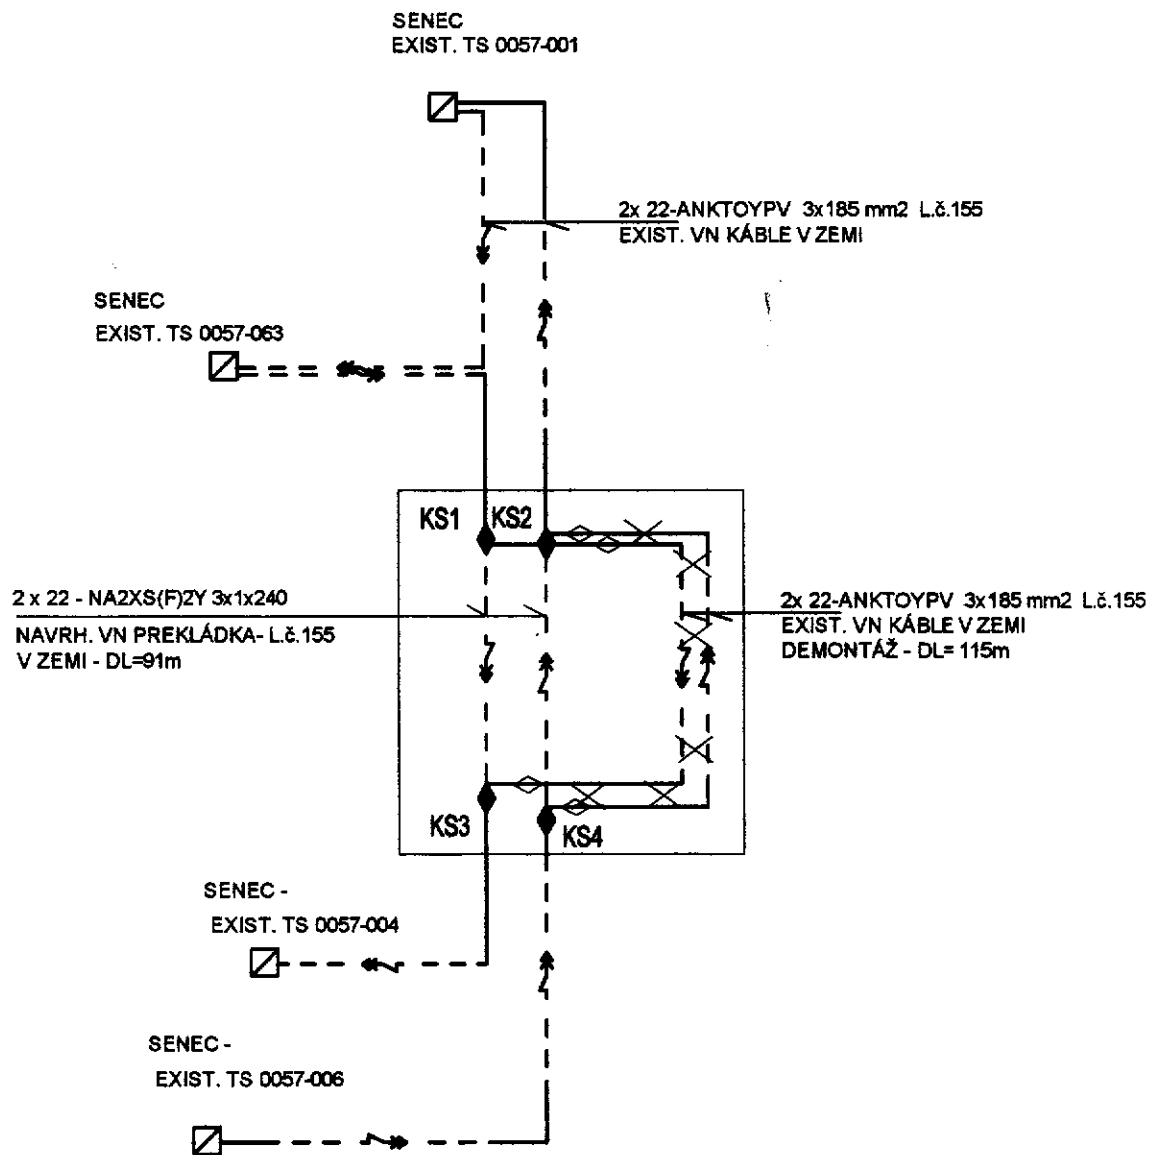 SENEC
EXIST. TS 0057-001
2x 22-ANKTOYPV 3x185 mm2 L.č.155
EXIST. VN KÁBLE V ZEMI
SENEC
EXIST. TS 0057-063
KS1 KS2
2 x 22 - NA2XS(F)2Y 3x1x240
NAVRH. VN PREKLÁDKA- L.č.155
V ZEMI - DL=91m
2x 22-ANKTOYPV 3x185 mm2 L.č.155
EXIST. VN KÁBLE V ZEMI
DEMONTÁŽ - DL= 115m
KS3
KS4
SENEC -
EXIST. TS 0057-004
SENEC -
EXIST. TS 0057-006